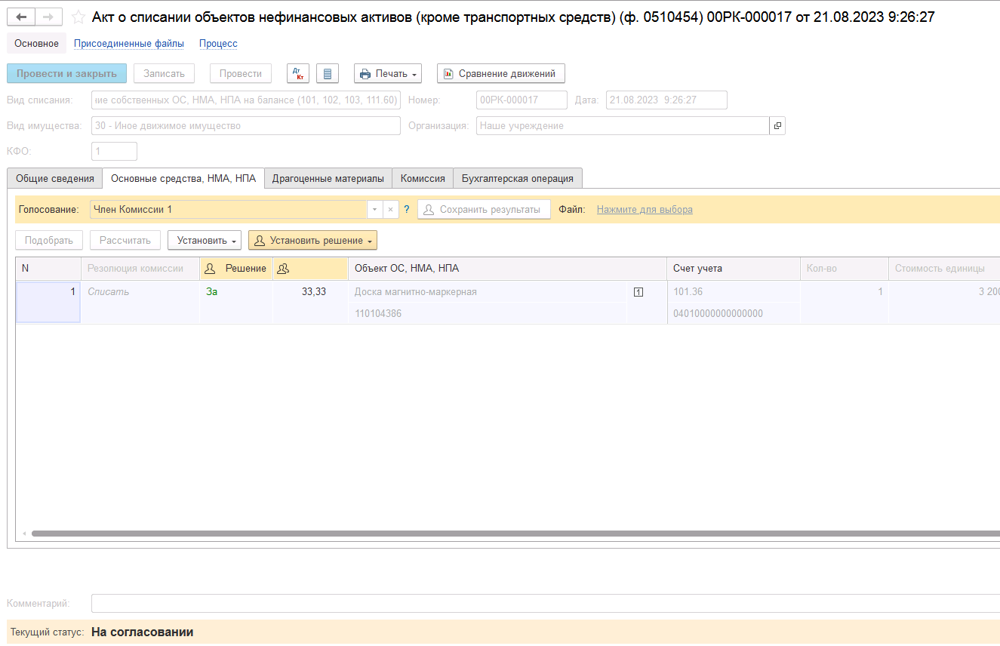 Акт о списании объектов нефинансовых активов (кроме транспортных средств) (ф. 0510454) 00РК-000017 от 21.08.2023 9:26:27
Основное Присоединенные файлы Процесс
Провести и закрыть Записать Провести Дт Кт Печать Сравнение движений
Вид списания: ие собственных ОС, НМА, НПА на балансе (101, 102, 103, 111.60) Номер: 00РК-000017 Дата: 21.08.2023 9:26:27
Вид имущества: 30 - Иное движимое имущество Организация: Наше учреждение
КФО: 1
Общие сведения Основные средства, НМА, НПА Драгоценные материалы Комиссия Бухгалтерская операция
Голосование: Член Комиссии 1 × ? Сохранить результаты Файл: Нажмите для выбора
Подобрать Рассчитать Установить Установить решение
N Резолюция комиссии Решение Объект ОС, НМА, НПА Счет учета Кол-во Стоимость единицы
1 Списать За 33,33 Доска магнитно-маркерная 1 101.36 1 3 200
110104386 04010000000000000
Комментарий:
Текущий статус: На согласовании